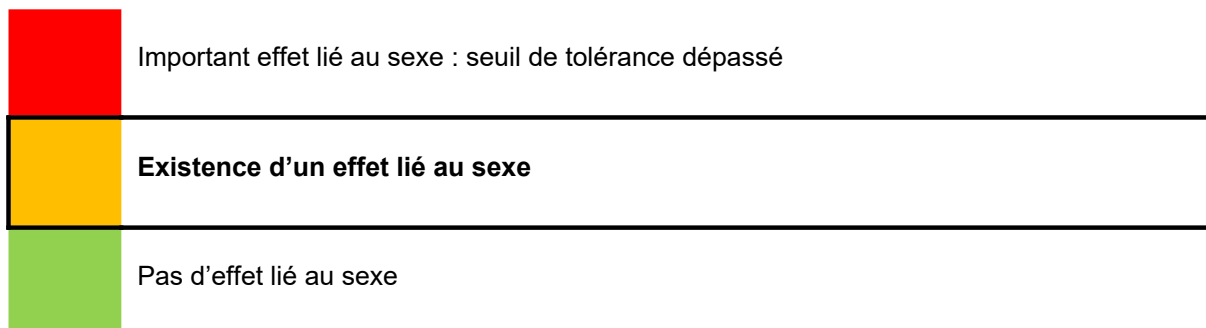 Important effet lié au sexe : seuil de tolérance dépassé
Existence d’un effet lié au sexe
Pas d’effet lié au sexe